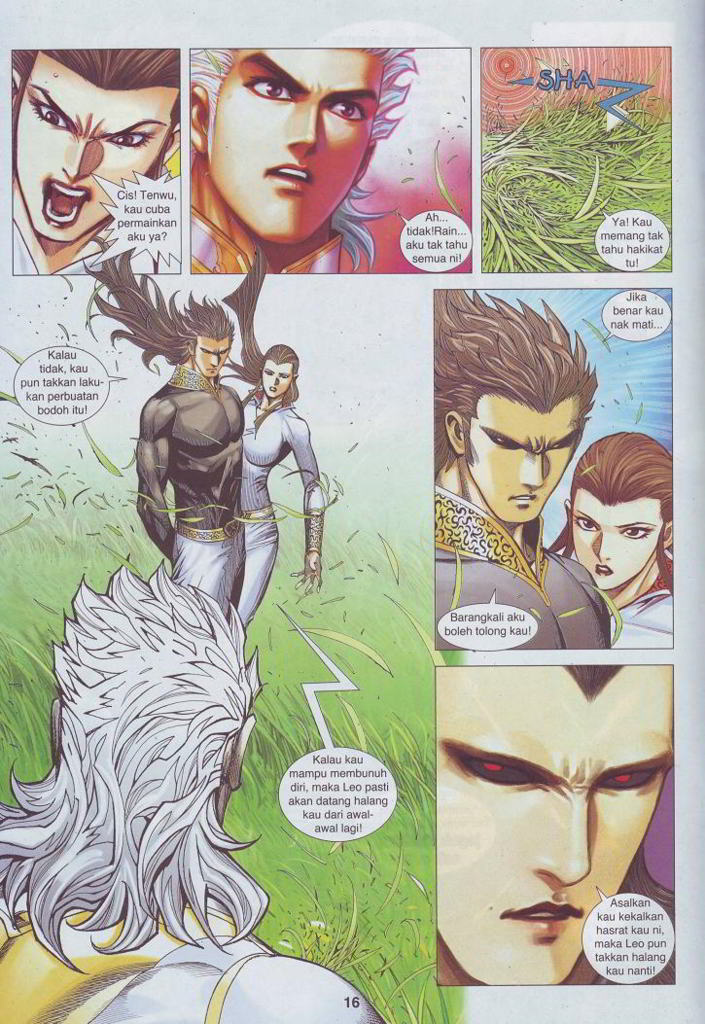 Cis! Tenwu,
kau cuba
permainkan
aku ya?
Ah...
tidak!Rain...
aku tak tahu
semua ni!
SHA
Ya! Kau
memang tak
tahu hakikat
tu!
Kalau
tidak, kau
pun takkan laku-
kan perbuatan
bodoh itu!
Kalau kau
mampu membunuh
diri, maka Leo pasti
akan datang halang
kau dari awal-
awal lagi!
Jika
benar kau
nak mati...
Barangkali aku
boleh tolong kau!
Asalkan
kau kekalkan
hasrat kau ni,
maka Leo pun
takkan halang
kau nanti!
16